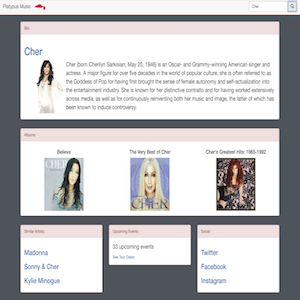 Platypus Music
Cher
Bio
Cher
Cher (born Cherilyn Sarkisian; May 20, 1946) is an Oscar- and Grammy-winning American singer and
actress. A major figure for over five decades in the world of popular culture, she is often referred to as
the Goddess of Pop for having first brought the sense of female autonomy and self-actualization into
the entertainment industry. She is known for her distinctive contralto and for having worked extensively
across media, as well as for continuously reinventing both her music and image, the latter of which has
been known to induce controversy.
Albums
Believe
The Very Best of Cher
Cher's Greatest Hits: 1965-1992
CHER
CHER
Similar Artists
Madonna
Sonny & Cher
Kylie Minogue
Upcoming Events
33 upcoming events
See Tour Dates
Social
Twitter
Facebook
Instagram